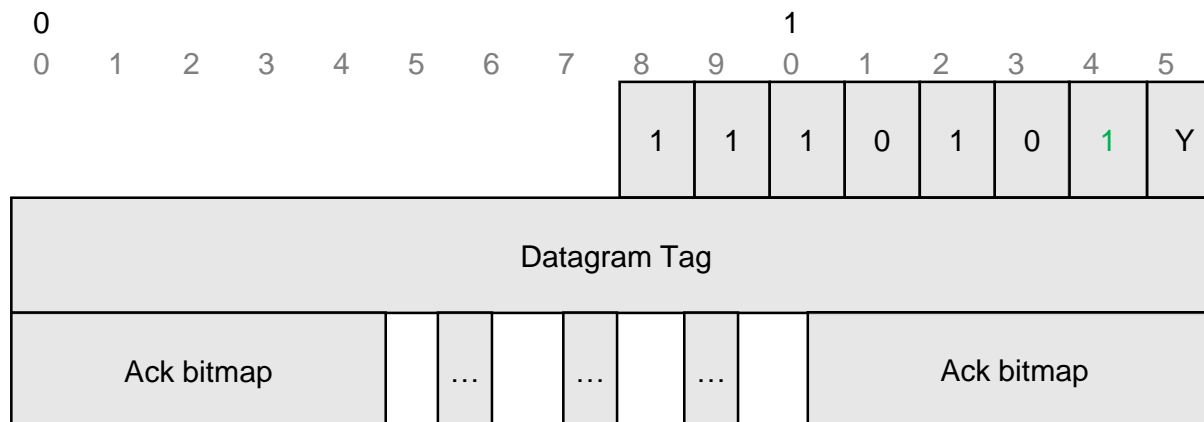 0 1
0 1 2 3 4 5 6 7 8 9 0 1 2 3 4 5
1 1 1 0 1 0 1 Y
Datagram Tag
Ack bitmap … … … Ack bitmap